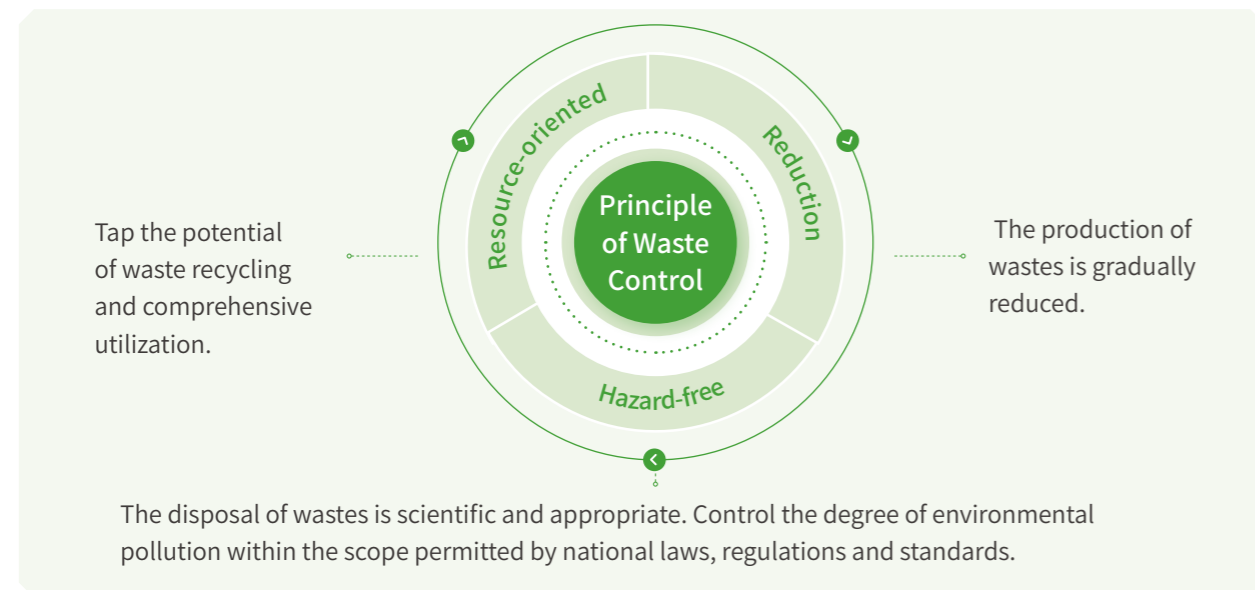 Resource-oriented
Reduction
Principle
of Waste
Control
Hazard-free
Tap the potential
of waste recycling
and comprehensive
utilization.
The production of
wastes is gradually
reduced.
The disposal of wastes is scientific and appropriate. Control the degree of environmental
pollution within the scope permitted by national laws, regulations and standards.